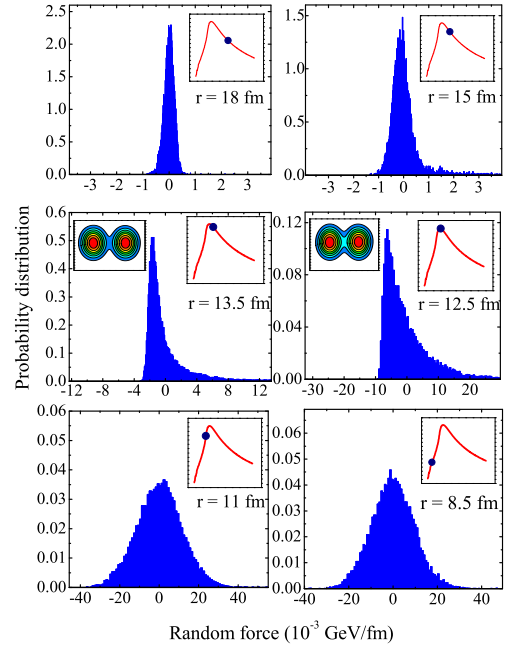 2.5
2.0
1.5
1.0
0.5
0.0
r = 18 fm
-3 -2 -1 0 1 2 3
1.5
1.0
0.5
0.0
r = 15 fm
-3 -2 -1 0 1 2 3
Probability distribution
0.6
0.5
0.4
0.3
0.2
0.1
0.0
r = 13.5 fm
-12 -8 -4 0 4 8 12
0.12
0.08
0.04
0.00
r = 12.5 fm
-30 -20 -10 0 10 20
0.06
0.05
0.04
0.03
0.02
0.01
0.00
r = 11 fm
-40 -20 0 20 40
0.06
0.05
0.04
0.03
0.02
0.01
0.00
r = 8.5 fm
-40 -20 0 20 40
Random force (10⁻³ GeV/fm)